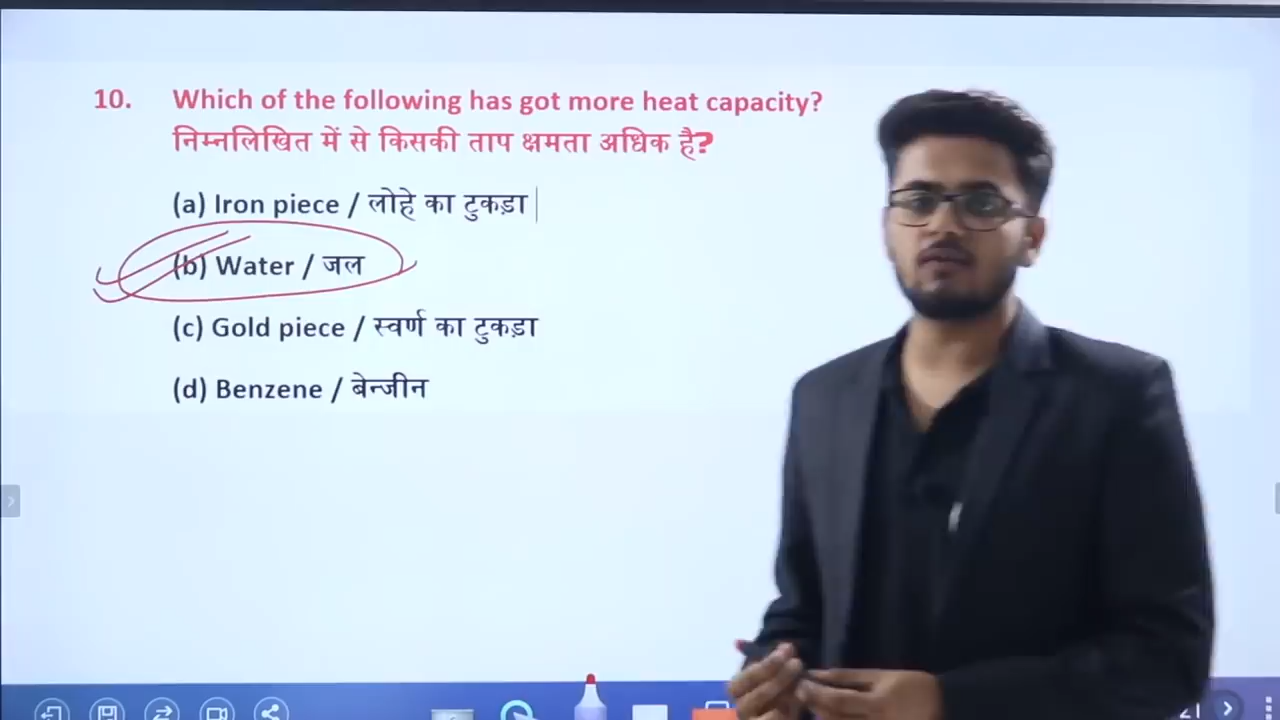 10. Which of the following has got more heat capacity?
निम्नलिखित में से किसकी ताप क्षमता अधिक है?
(a) Iron piece / लोहे का टुकड़ा
(b) Water / जल
(c) Gold piece / स्वर्ण का टुकड़ा
(d) Benzene / बेन्जीन